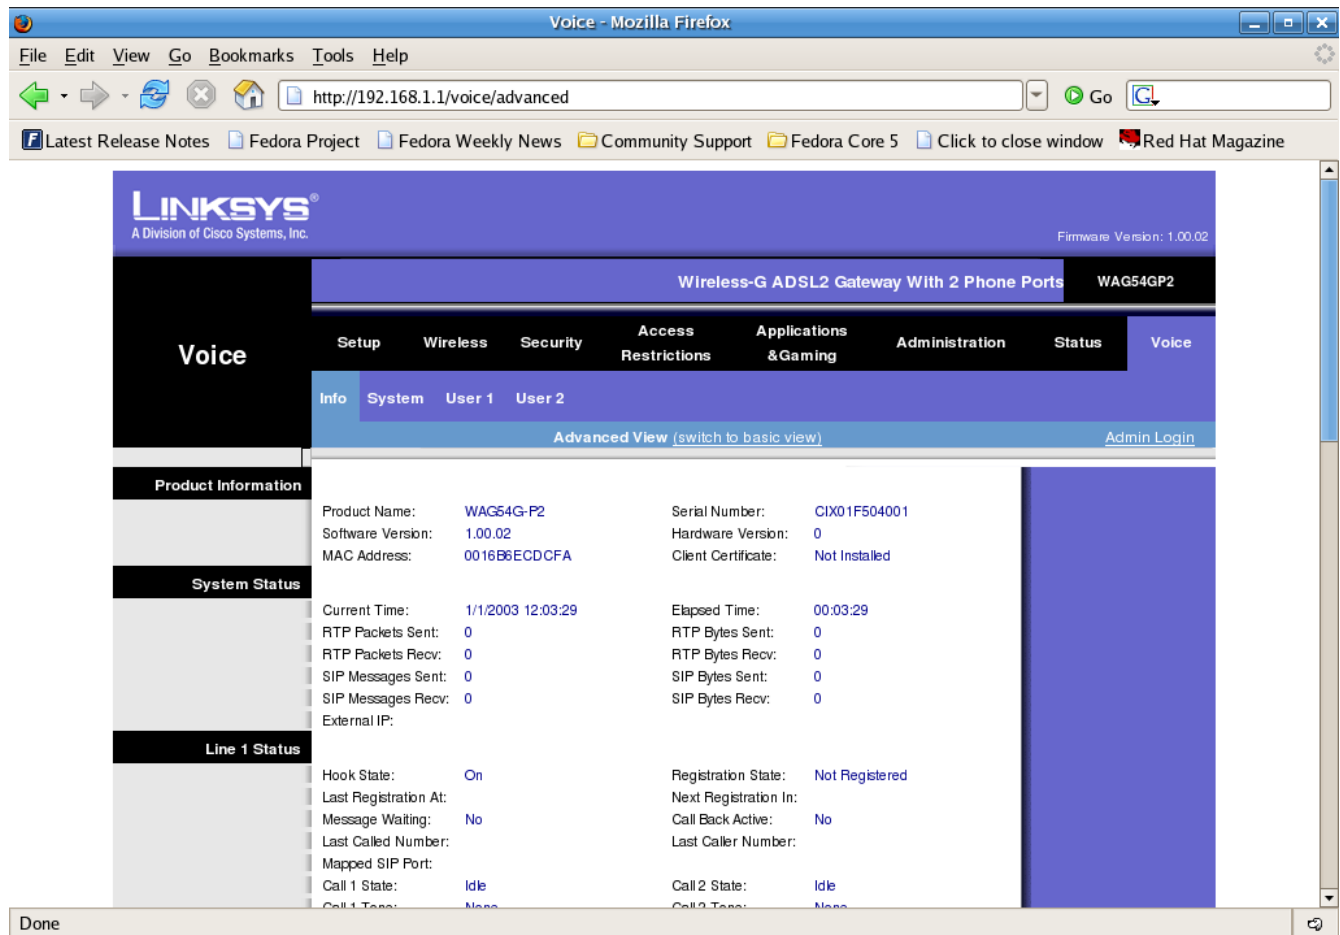 Voice - Mozilla Firefox
File Edit View Go Bookmarks Tools Help
http://192.168.1.1/voice/advanced Go G
Latest Release Notes Fedora Project Fedora Weekly News Community Support Fedora Core 5 Click to close window Red Hat Magazine
LINKSYS®
A Division of Cisco Systems, Inc.
Firmware Version: 1.00.02
Wireless-G ADSL2 Gateway With 2 Phone Ports WAG54GP2
Voice
Setup Wireless Security Access Restrictions Applications &Gaming Administration Status Voice
Info System User 1 User 2
Advanced View (switch to basic view) Admin Login
Product Information
Product Name: WAG54G-P2 Serial Number: CIX01F504001
Software Version: 1.00.02 Hardware Version: 0
MAC Address: 0016B6ECDCFA Client Certificate: Not Installed
System Status
Current Time: 1/1/2003 12:03:29 Elapsed Time: 00:03:29
RTP Packets Sent: 0 RTP Bytes Sent: 0
RTP Packets Recv: 0 RTP Bytes Recv: 0
SIP Messages Sent: 0 SIP Bytes Sent: 0
SIP Messages Recv: 0 SIP Bytes Recv: 0
External IP:
Line 1 Status
Hook State: On Registration State: Not Registered
Last Registration At: Next Registration In:
Message Waiting: No Call Back Active: No
Last Called Number: Last Caller Number:
Mapped SIP Port:
Call 1 State: Idle Call 2 State: Idle
Call 1 Tone: None Call 2 Tone: None
Done